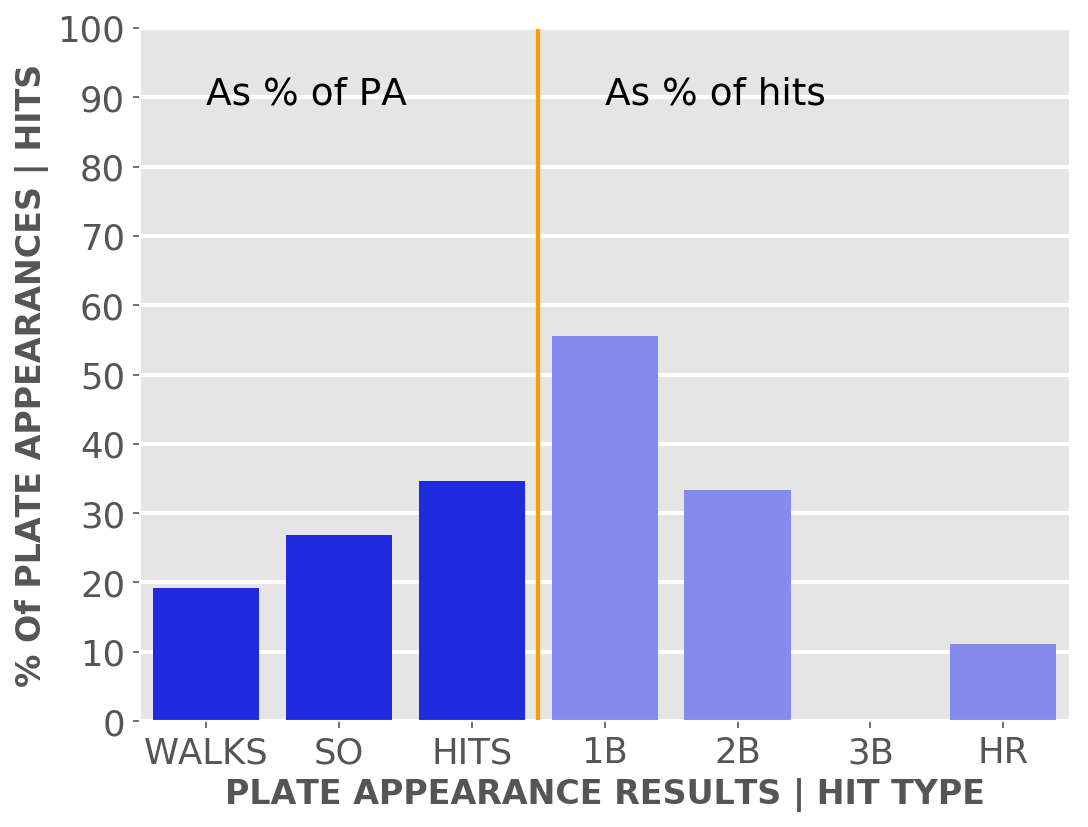 100
90
80
70
60
50
40
30
20
10
0
% Of PLATE APPEARANCES | HITS
As % of PA
As % of hits
WALKS SO HITS 1B 2B 3B HR
PLATE APPEARANCE RESULTS | HIT TYPE